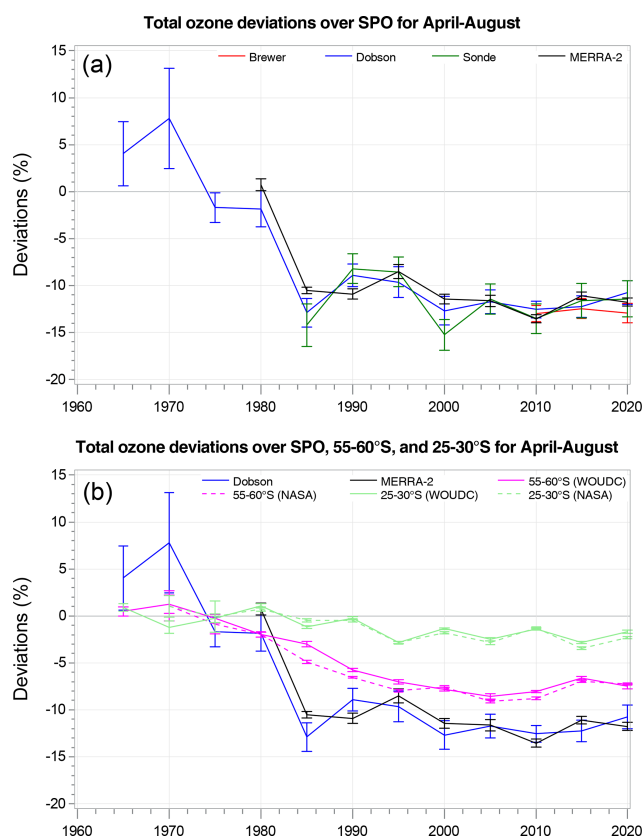 Total ozone deviations over SPO for April-August
(a)
Brewer Dobson Sonde MERRA-2
Deviations (%)
15
10
5
0
-5
-10
-15
-20
1960 1970 1980 1990 2000 2010 2020
Total ozone deviations over SPO, 55-60°S, and 25-30°S for April-August
(b)
Dobson MERRA-2 55-60°S (WOUDC)
55-60°S (NASA) 25-30°S (WOUDC) 25-30°S (NASA)
Deviations (%)
15
10
5
0
-5
-10
-15
-20
1960 1970 1980 1990 2000 2010 2020